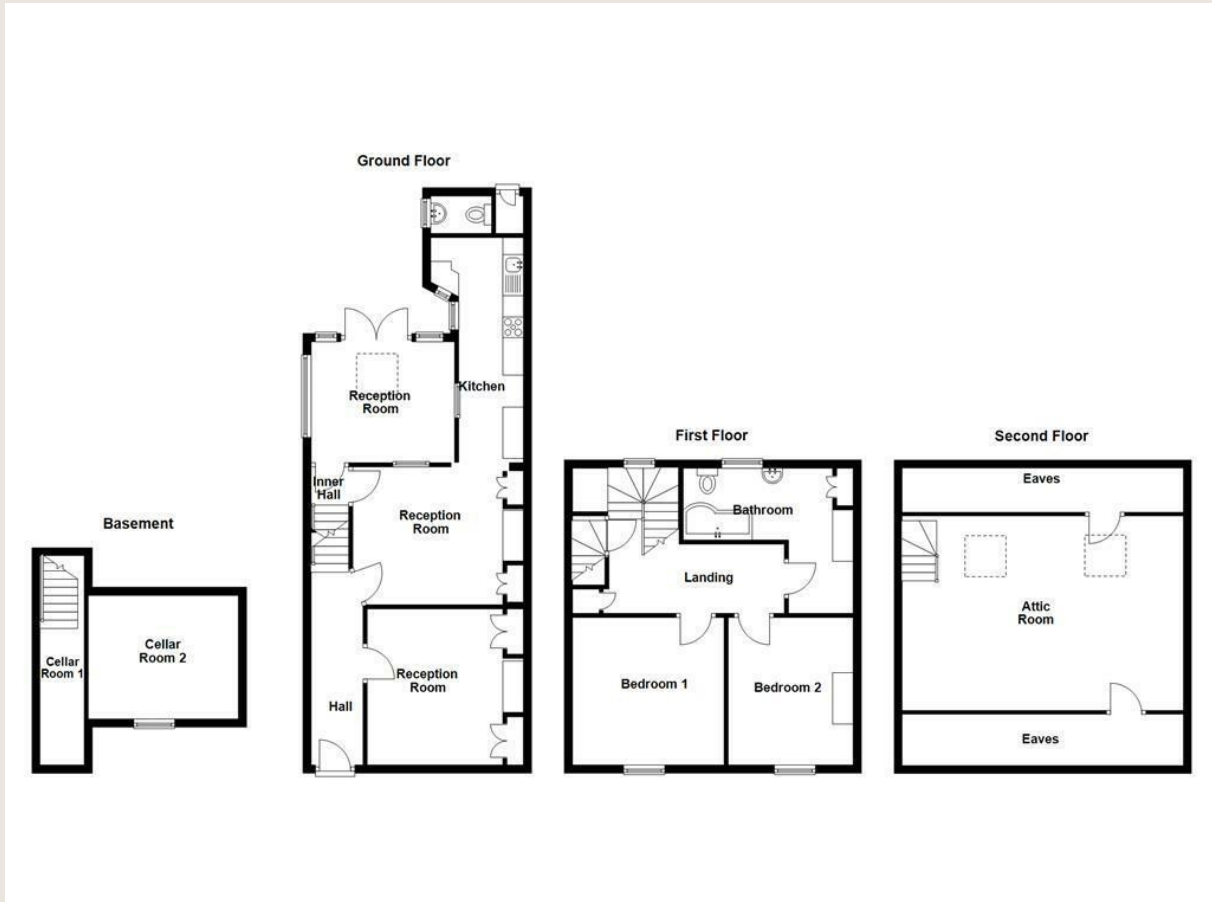 Ground Floor
Reception
Room
Kitchen
Inner
Hall
Reception
Room
Reception
Room
Hall
Basement
Cellar
Room 1
Cellar
Room 2
First Floor
Bathroom
Landing
Bedroom 1
Bedroom 2
Second Floor
Eaves
Attic
Room
Eaves